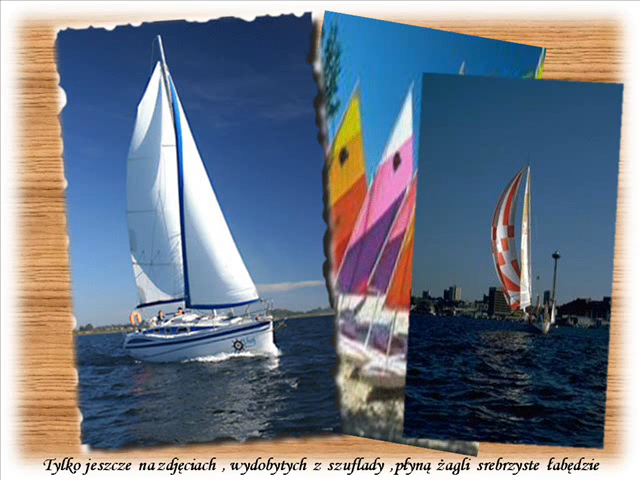 Tylko jeszcze na zdjęciach , wydobytych z szuflady ,płyną żagli srebrzyste łabędzie